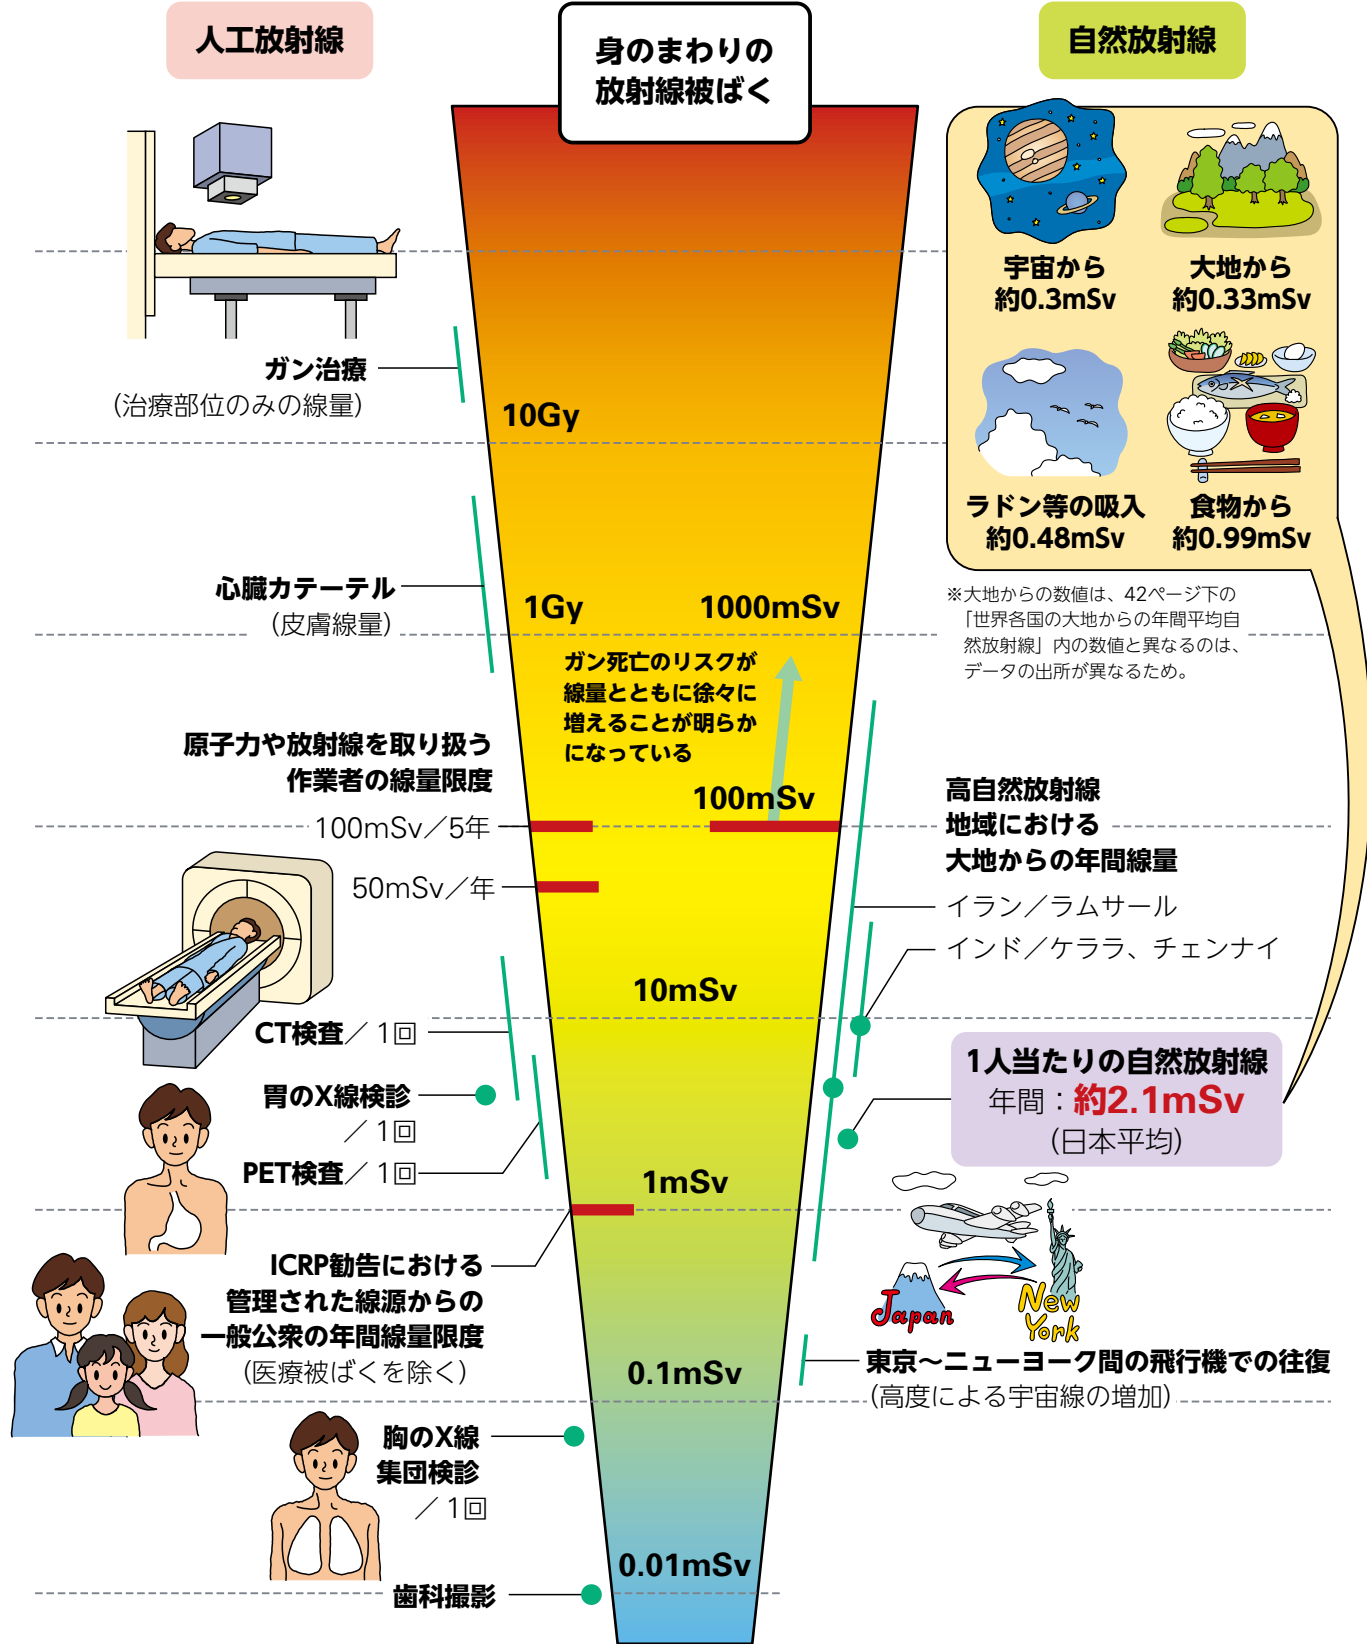 人工放射線
身のまわりの
放射線被ばく
自然放射線
宇宙から
約0.3mSv
大地から
約0.33mSv
ラドン等の吸入
約0.48mSv
食物から
約0.99mSv
※大地からの数値は、42ページ下の
「世界各国の大地からの年間平均自
然放射線」内の数値と異なるのは、
データの出所が異なるため。
ガン治療
(治療部位のみの線量)
10Gy
心臓カテーテル
(皮膚線量)
1Gy
1000mSv
ガン死亡のリスクが
線量とともに徐々に
増えることが明らか
になっている
原子力や放射線を取り扱う
作業者の線量限度
100mSv／5年
50mSv／年
100mSv
高自然放射線
地域における
大地からの年間線量
イラン／ラムサール
インド／ケララ、チェンナイ
10mSv
CT検査／1回
胃のX線検診
／1回
PET検査／1回
1人当たりの自然放射線
年間：約2.1mSv
(日本平均)
1mSv
ICRP勧告における
管理された線源からの
一般公衆の年間線量限度
(医療被ばくを除く)
Japan
New
York
0.1mSv
東京～ニューヨーク間の飛行機での往復
(高度による宇宙線の増加)
胸のX線
集団検診
／1回
0.01mSv
歯科撮影